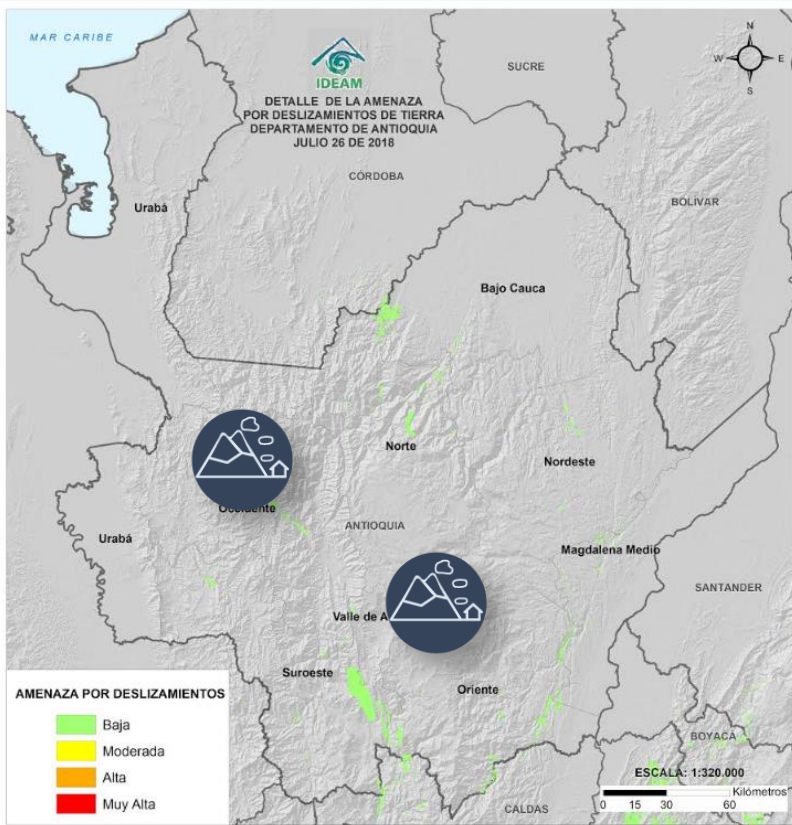 MAR CARIBE
IDEAM
DETALLE DE LA AMENAZA
POR DESLIZAMIENTOS DE TIERRA
DEPARTAMENTO DE ANTIOQUIA
JULIO 26 DE 2018
N
W E
S
SUCRE
CÓRDOBA
BOLÍVAR
Urabá
Bajo Cauca
Norte
Nordeste
Occidente
ANTIOQUIA
Urabá
Magdalena Medio
SANTANDER
Valle de A
Suroeste
Oriente
AMENAZA POR DESLIZAMIENTOS
Baja
Moderada
Alta
Muy Alta
BOYACA
CALDAS
ESCALA: 1:320.000
Kilómetros
0 15 30 60